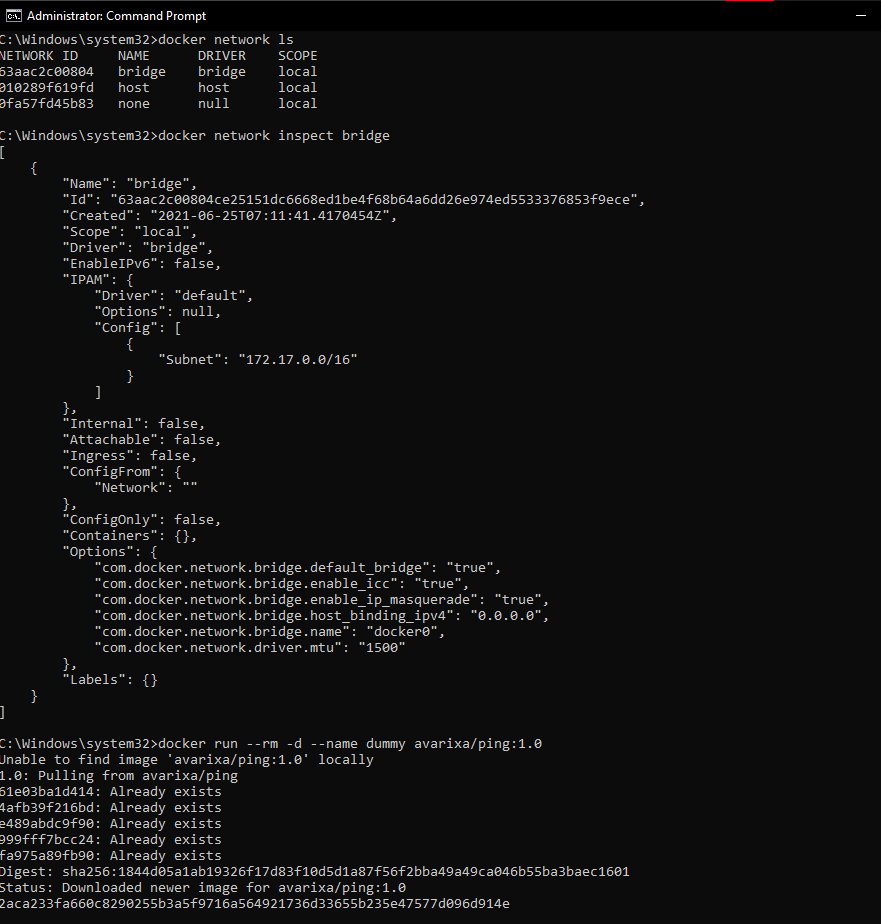 Administrator: Command Prompt
C:\Windows\system32>docker network ls
NETWORK ID     NAME      DRIVER    SCOPE
63aac2c00804   bridge    bridge    local
010289f619fd   host      host      local
0fa57fd45b83   none      null      local
C:\Windows\system32>docker network inspect bridge
[
    {
        "Name": "bridge",
        "Id": "63aac2c00804ce25151dc6668ed1be4f68b64a6dd26e974ed5533376853f9ece",
        "Created": "2021-06-25T07:11:41.4170454Z",
        "Scope": "local",
        "Driver": "bridge",
        "EnableIPv6": false,
        "IPAM": {
            "Driver": "default",
            "Options": null,
            "Config": [
                {
                    "Subnet": "172.17.0.0/16"
                }
            ]
        },
        "Internal": false,
        "Attachable": false,
        "Ingress": false,
        "ConfigFrom": {
            "Network": ""
        },
        "ConfigOnly": false,
        "Containers": {},
        "Options": {
            "com.docker.network.bridge.default_bridge": "true",
            "com.docker.network.bridge.enable_icc": "true",
            "com.docker.network.bridge.enable_ip_masquerade": "true",
            "com.docker.network.bridge.host_binding_ipv4": "0.0.0.0",
            "com.docker.network.bridge.name": "docker0",
            "com.docker.network.driver.mtu": "1500"
        },
        "Labels": {}
    }
]
C:\Windows\system32>docker run --rm -d --name dummy avarixa/ping:1.0
Unable to find image 'avarixa/ping:1.0' locally
1.0: Pulling from avarixa/ping
61e03ba1d414: Already exists
4afb39f216bd: Already exists
e489abdc9f90: Already exists
999fff7bcc24: Already exists
fa975a89fb90: Already exists
Digest: sha256:1844d05a1ab19326f17d83f10d5d1a87f56f2bba49a49ca046b55ba3baec1601
Status: Downloaded newer image for avarixa/ping:1.0
2aca233fa660c8290255b3a5f9716a564921736d33655b235e47577d096d914e